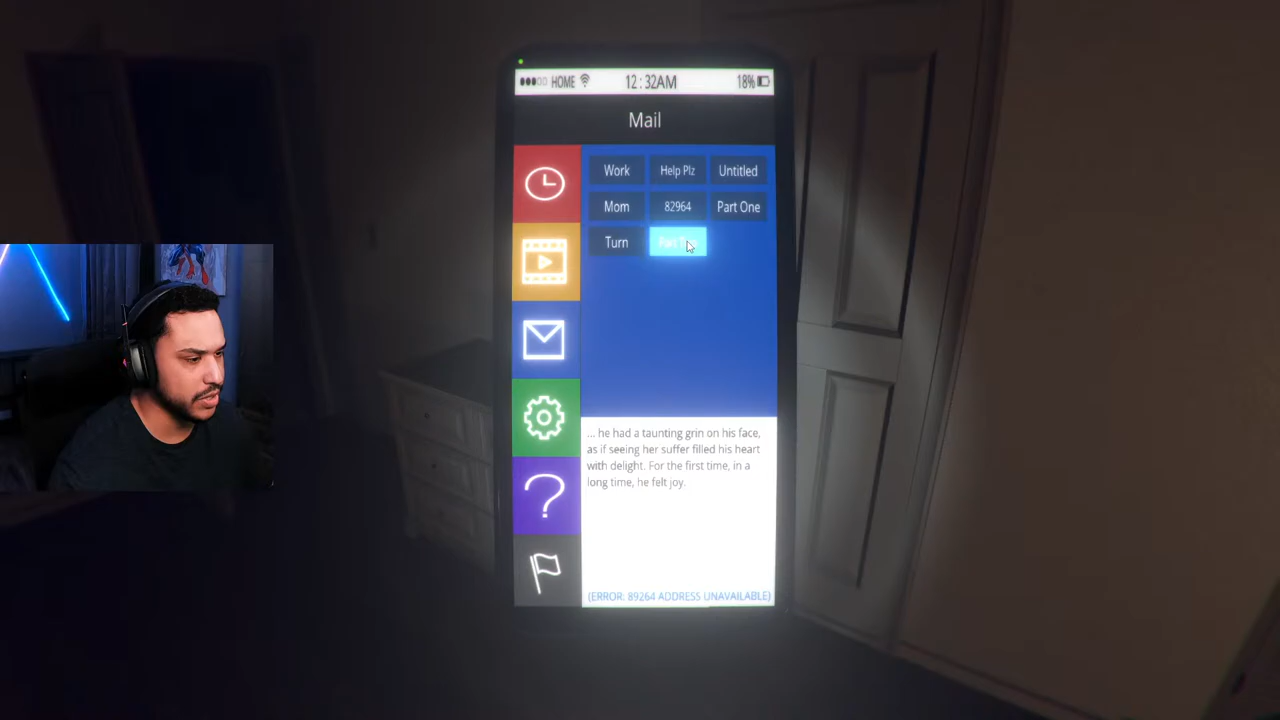 HOME 12:32AM 18%
Mail
Work Help Plz Untitled
Mom 82964 Part One
Turn
... he had a taunting grin on his face,
as if seeing her suffer filled his heart
with delight. For the first time, in a
long time, he felt joy.
(ERROR: 89264 ADDRESS UNAVAILABLE)